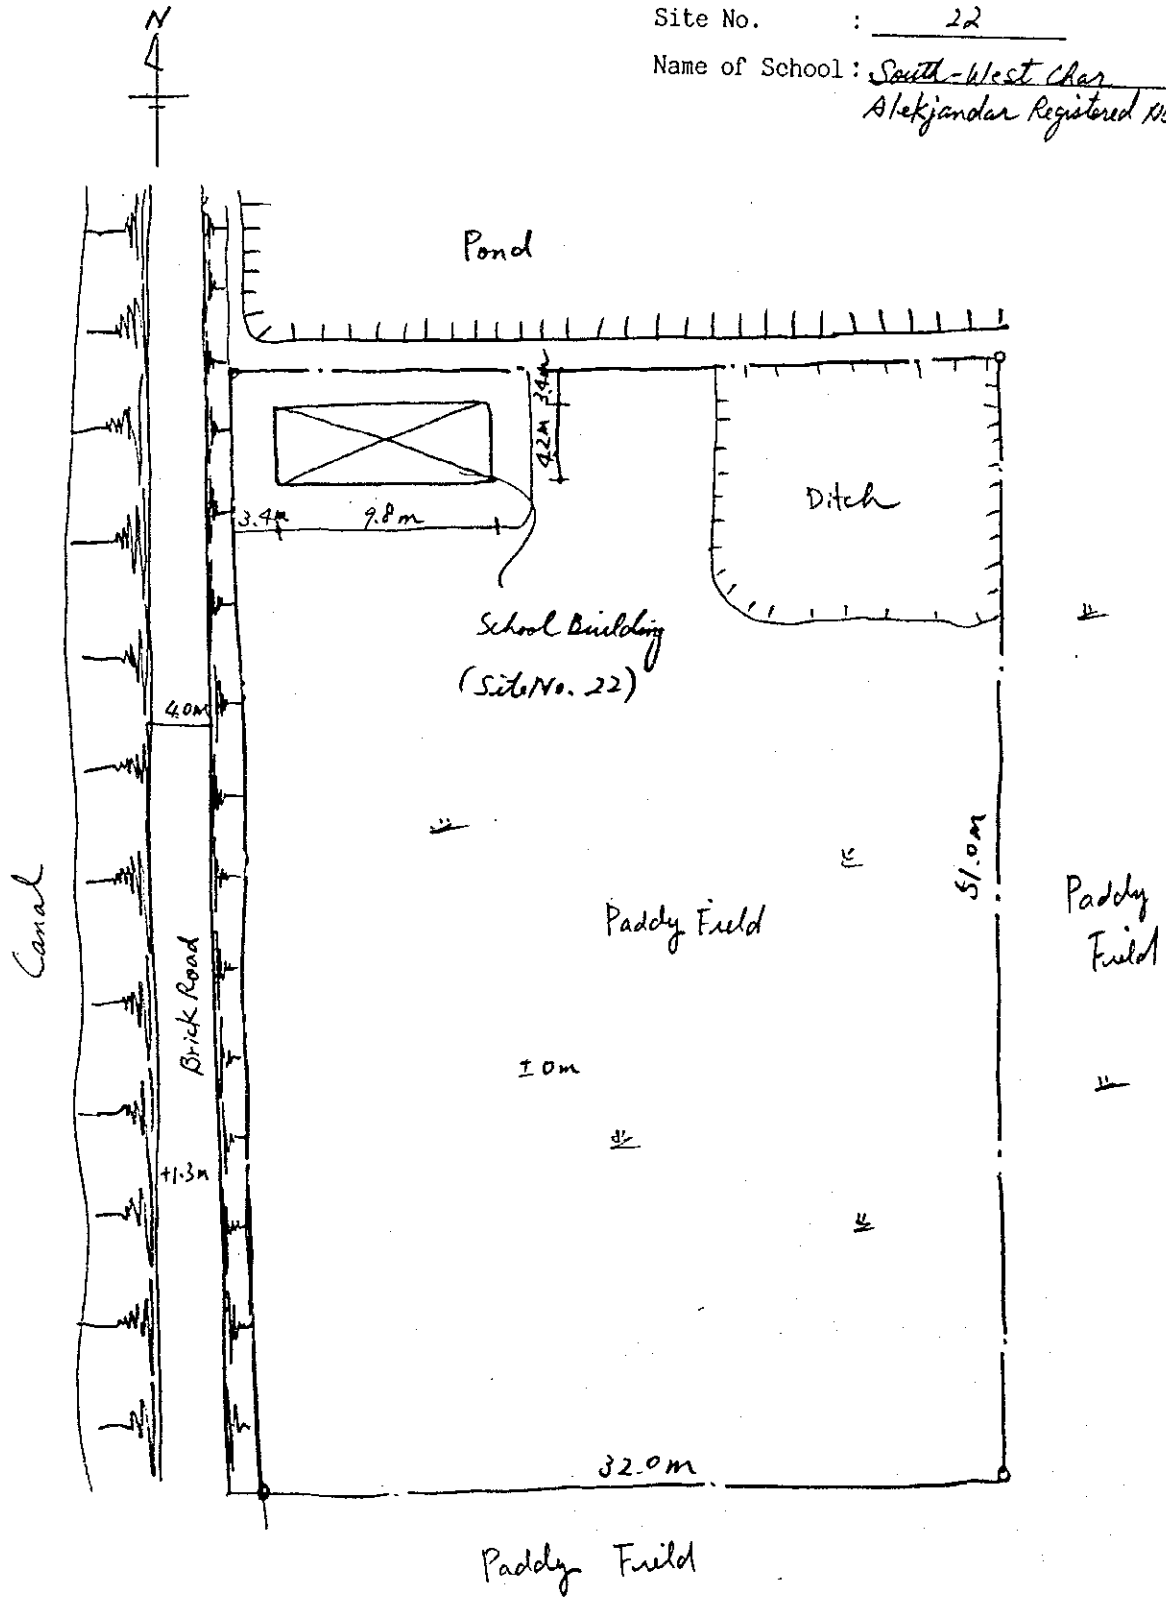 N
Site No. : 22
Name of School : South-West Char
Alekjandar Registered
Pond
3.4m
4.2m
Ditch
3.4m 9.8m
School Building
(Site No. 22)
4.0m
51.0m
Canal
Paddy Field
Paddy
Field
Brick Road
±0m
+1.3m
32.0m
Paddy Field